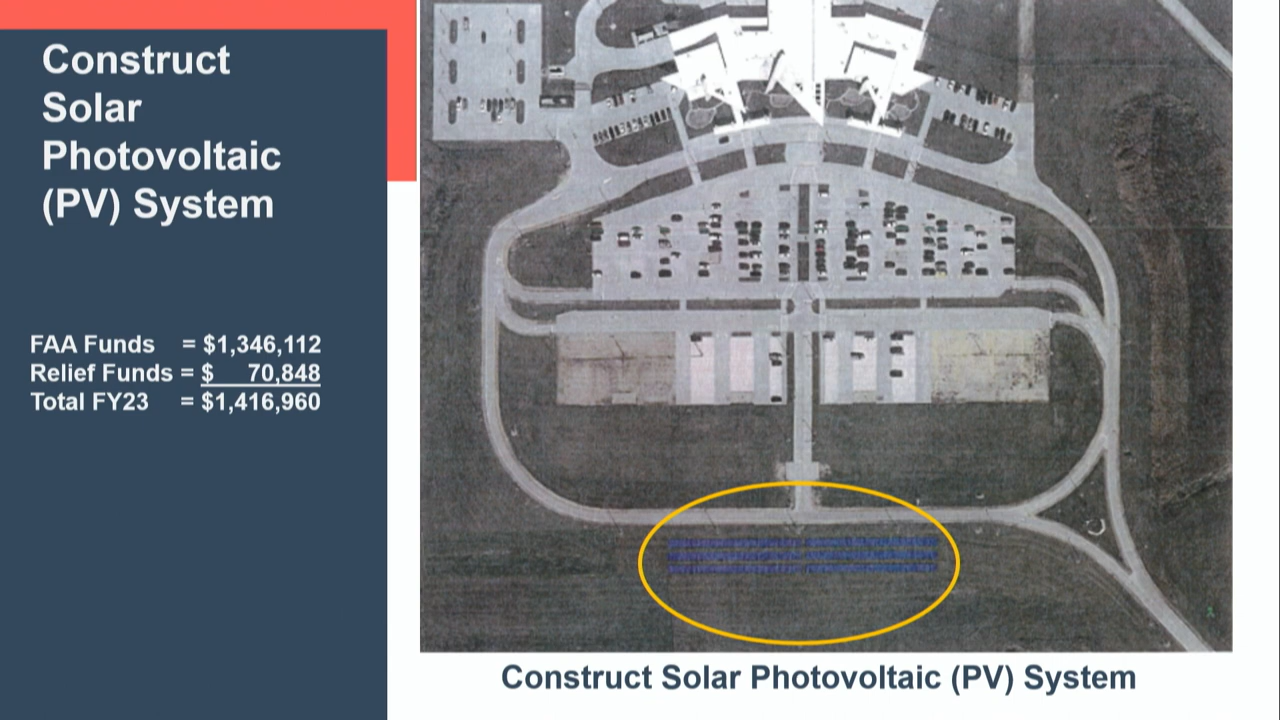 Construct
Solar
Photovoltaic
(PV) System
FAA Funds = $1,346,112
Relief Funds = $ 70,848
Total FY23 = $1,416,960
Construct Solar Photovoltaic (PV) System